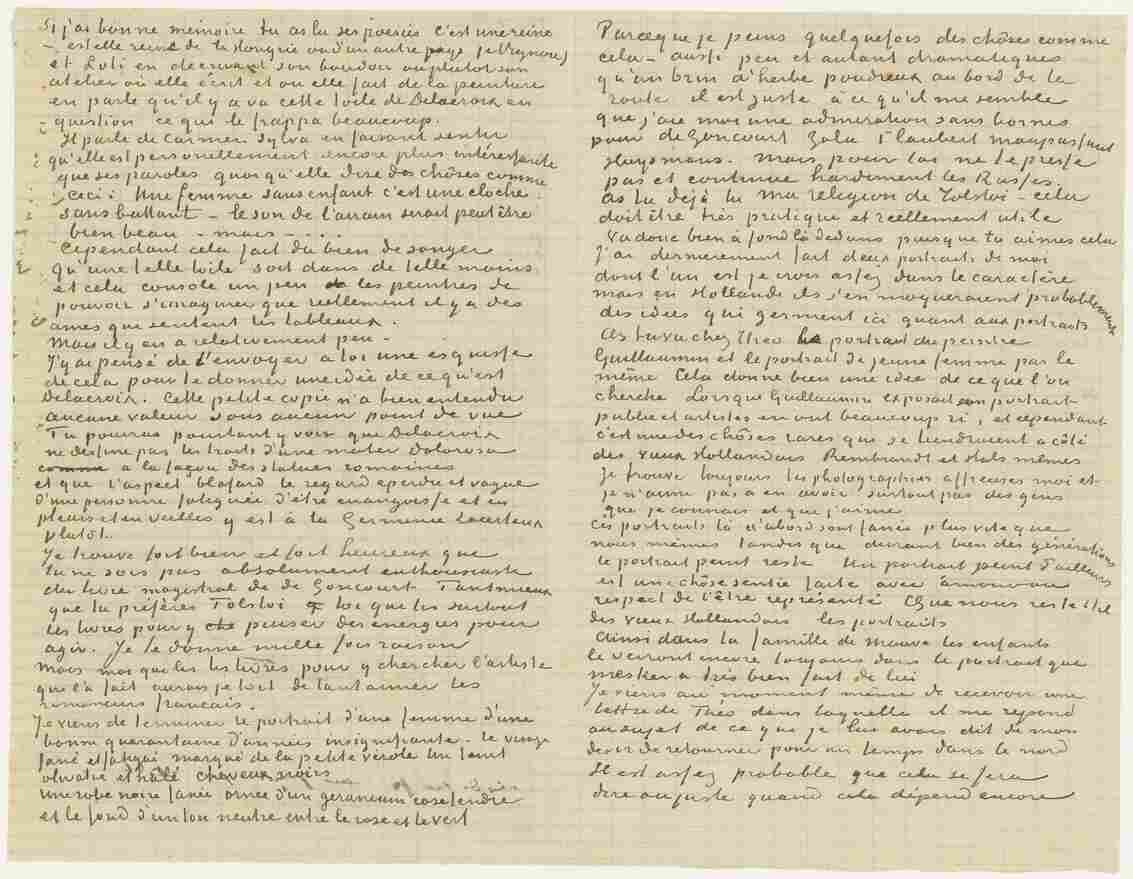 Si j'ai bonne mémoire tu as lu ses poésies c'est une reine
– est elle reine de la Hongrie ou d'un autre pays je l'ignore)
et Loti en décrivant son boudoir ou plutot son
atelier où elle écrit et ou elle fait de la peinture
en parle qu'il y a vu cette toile de Delacroix en
question ce qui le frappa beaucoup.
Il parle de Carmen Sylva en faisant sentir
qu'elle est personellement encore plus intéressante
que ses paroles quoiqu'elle dise des chôses comme
ceci: Une femme sans enfant c'est une cloche
sans battant – le son de l'airain serait peut être
bien beau – mais – . . .
Cependant cela fait du bien de songer
qu'une telle toile soit dans de telle mains
et cela console un peu les peintres de
pouvoir s'imaginer que réellement il y a des
ames qui sentent les tableaux.
Mais il y en a relativement peu –
J'y ai pensé de t'envoyer à toi une esquisse
de cela pour te donner une idée de ce qu'est
Delacroix. Cette petite copie n'a bien entendu
aucune valeur sous aucun point de vue
Tu pourras pourtant y voir que Delacroix
ne dessine pas les traits d'une mater Dolorosa
comme à la façon des statues romaines
et que l'aspect blafard le regard eperdu et vague
d'une personne fatiguée d'être en angoisse et en
pleurs et en veilles y est à la Germinie Lacerteux
plutôt.
Je trouve fort bien et fort heureux que
tu ne sois pas absolument enthousiaste
du livre magistral de de Goncourt. Tant mieux
que tu préfères Tolstoï toi qui lis surtout
les livres pour y puiser des énergies pour
agir. Je te donne mille fois raison
Mais moi qui lis les livres pour y chercher l'artiste
qui l'a fait aurais je tort de tant aimer les
romanciers francais.
Je viens de terminer le portrait d'une femme d'une
bonne quarantaine d'années insignifiante. le visage
fané et fatigué marqué de la petite vérole un teint
olivatre et hâlé cheveux noirs
une robe noire fanée ornée d'un geranium rose tendre
et le fond d'un ton neutre entre le rose et le vert
Parceque je peins quelquefois des chôses comme
cela – aussi peu et autant dramatiques
qu'un brin d'herbe poudreux au bord de la
route il est juste à ce qu'il me semble
que j'aie moi une admiration sans bornes
pour de Goncourt Zola Flaubert Maupassant
Huysmans. Mais pour toi ne te presse
pas et continue hardiment les Russes.
As tu déjà lu ma religion de Tolstoï – cela
doit être très pratique et réellement utile
Va donc bien à fond là dedans puisque tu aimes cela
J'ai dernierement fait deux portraits de moi
dont l'un est je crois assez dans le caractère
mais en Hollande ils s'en moqueraient probablement
des idées qui germent ici quant aux portraits
As tu vu chez Theo le portrait du peintre
Guillaumin et le portrait de jeune femme par le
même Cela donne bien une idée de ce que l'on
cherche Lorsque Guillaumin exposait son portrait
public et artistes en ont beaucoup ri, et cependant
c'est une des chôses rares qui se tiendraient a côté
des vieux Hollandais Rembrandt et Hals mêmes
Je trouve toujours les photographies affreuses moi et
je n'aime pas a en avoir surtout pas des gens
que je connais et que j'aime
Ces portraits là d'abord sont fanés plus vite que
nous mêmes tandis que durant bien des générations
le portrait peint reste Un portrait peint d'ailleurs
est une chôse sentie faite avec amour ou
respect de l'être représenté Que nous reste t'il
des vieux Hollandais les portraits
Ainsi dans la famille de Mauve les enfants
le verront encore toujours dans le portrait que
Mesker a très bien fait de lui
Je viens au moment même de recevoir une
lettre de Théo dans laquelle il me répond
au sujet de ce que je lui avais dit de mon
desir de retourner pour un temps dans le nord
Il est assez probable que cela se fera
dire au juste quand cela dépend encore